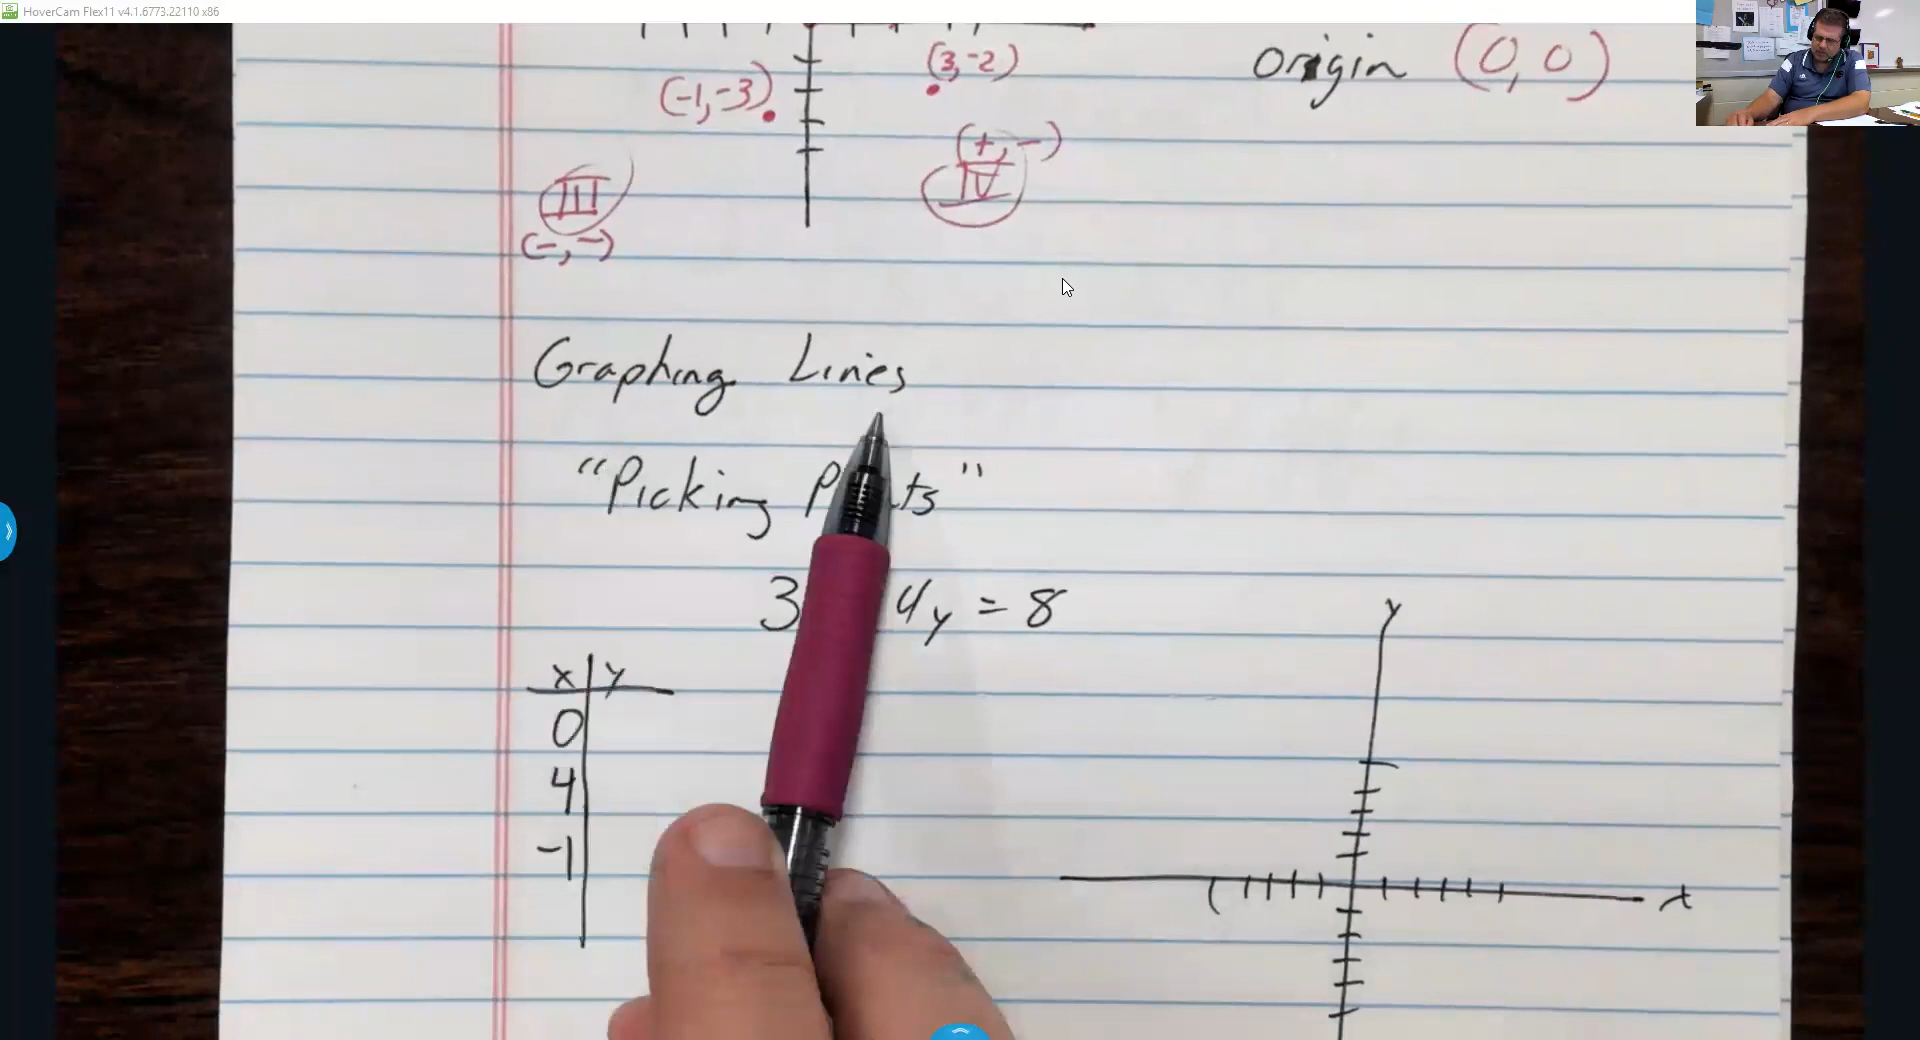 HoverCam Flex11 v4.1.6773.22110 x86
(3,-2)
Origin (0,0)
(-1,-3)
(+,-)
III
IV
(-,-)
Graphing Lines
"Picking
3 4y = 8
x y
0
4
-1
y
x